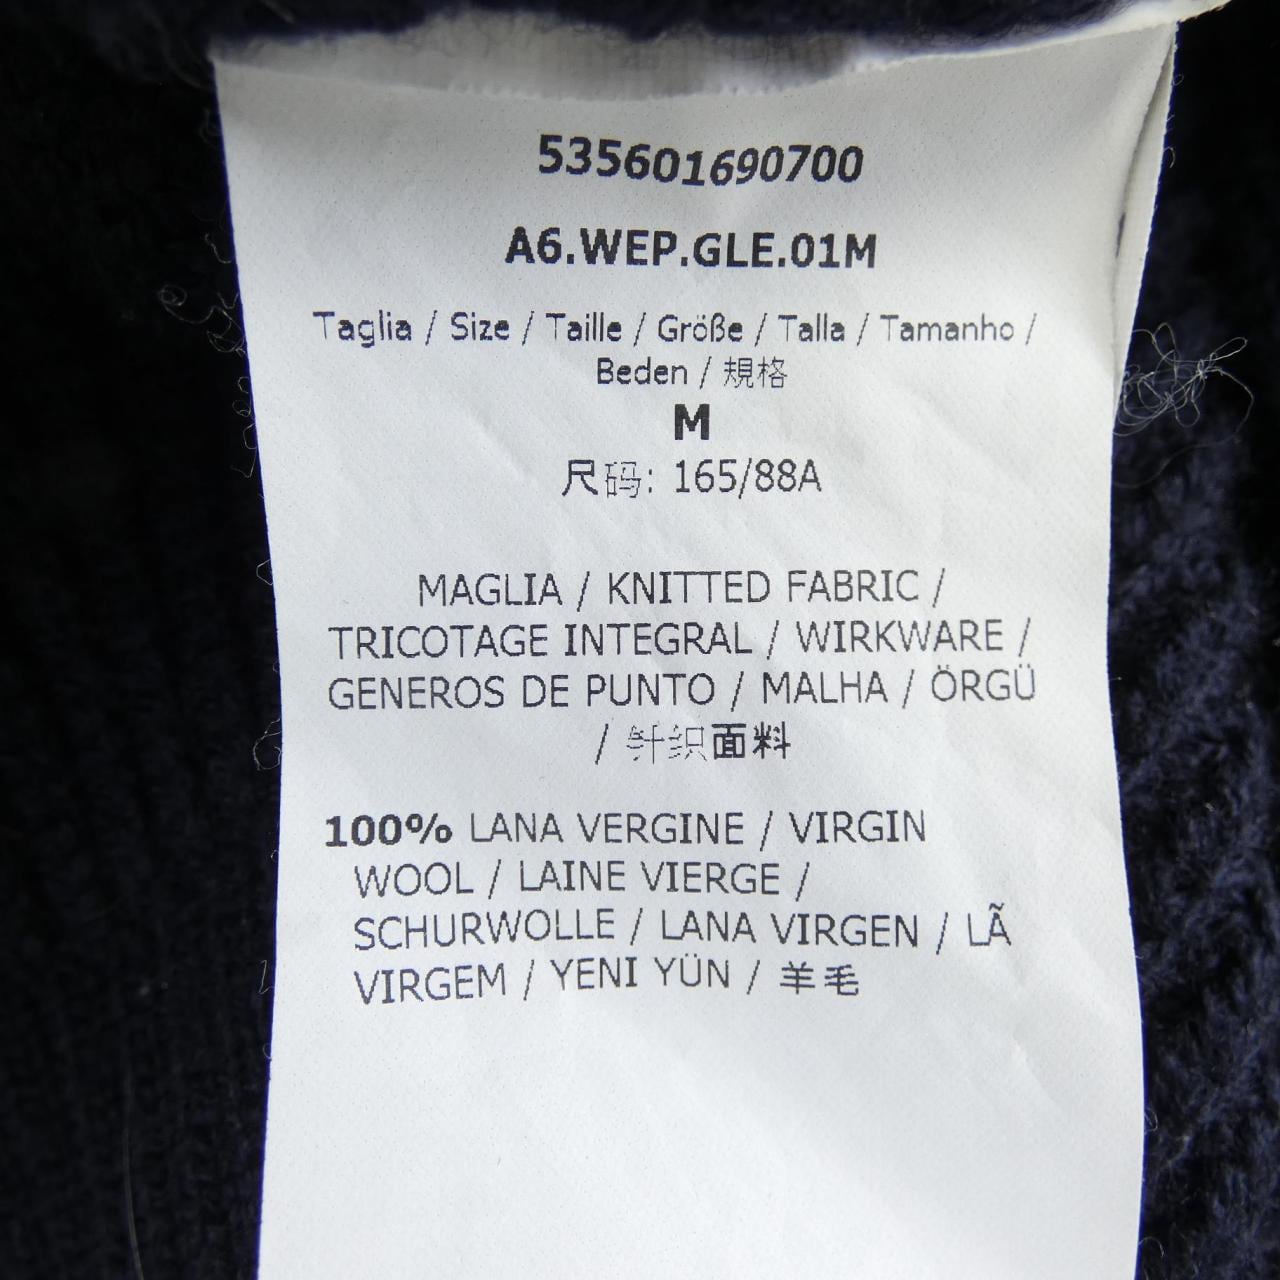 535601690700
A6.WEP.GLE.01M
Taglia / Size / Taille / Größe / Talla / Tamanho /
Beden / 規格
M
尺码: 165/88A
MAGLIA / KNITTED FABRIC /
TRICOTAGE INTEGRAL / WIRKWARE /
GENEROS DE PUNTO / MALHA / ÖRGÜ
/ 针织面料
100% LANA VERGINE / VIRGIN
WOOL / LAINE VIERGE /
SCHURWOLLE / LANA VIRGEN / LÃ
VIRGEM / YENI YÜN / 羊毛